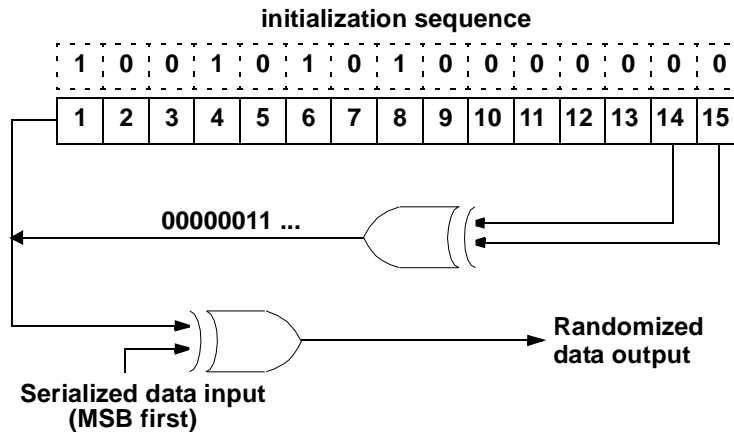 initialization sequence
1 0 0 1 0 1 0 1 0 0 0 0 0 0 0
1 2 3 4 5 6 7 8 9 10 11 12 13 14 15
00000011 ...
Randomized
data output
Serialized data input
(MSB first)